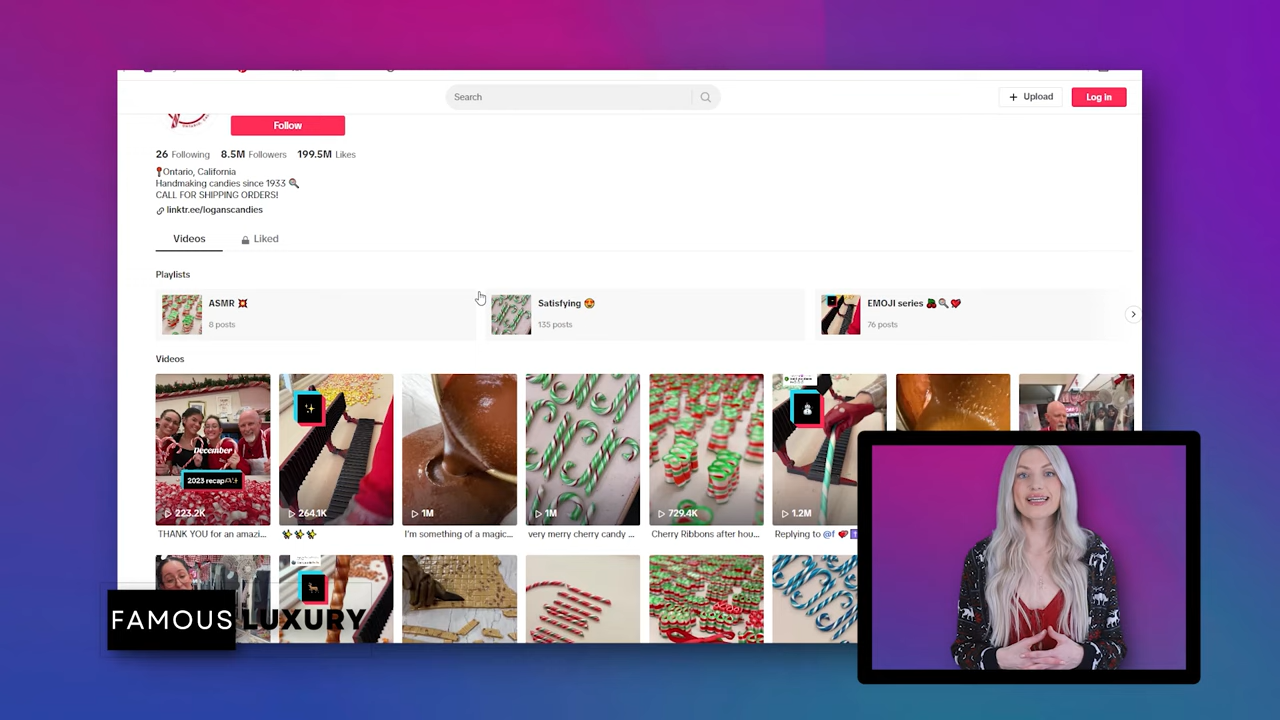 Search
Upload
Log in
Follow
26 Following 8.5M Followers 199.5M Likes
Ontario, California
Handmaking candies since 1933
CALL FOR SHIPPING ORDERS!
linktr.ee/loganscandies
Videos Liked
Playlists
ASMR
8 posts
Satisfying
135 posts
EMOJI series
76 posts
Videos
December
2023 recap
223.2K
264.1K
1M
1M
729.4K
1.2M
THANK YOU for an amazi...
I'm something of a magic...
very merry cherry candy ...
Cherry Ribbons after hou...
Replying to @f
FAMOUS LUXURY